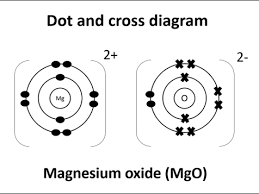 Dot and cross diagram
2+
2-
Mg
O
Magnesium oxide (MgO)